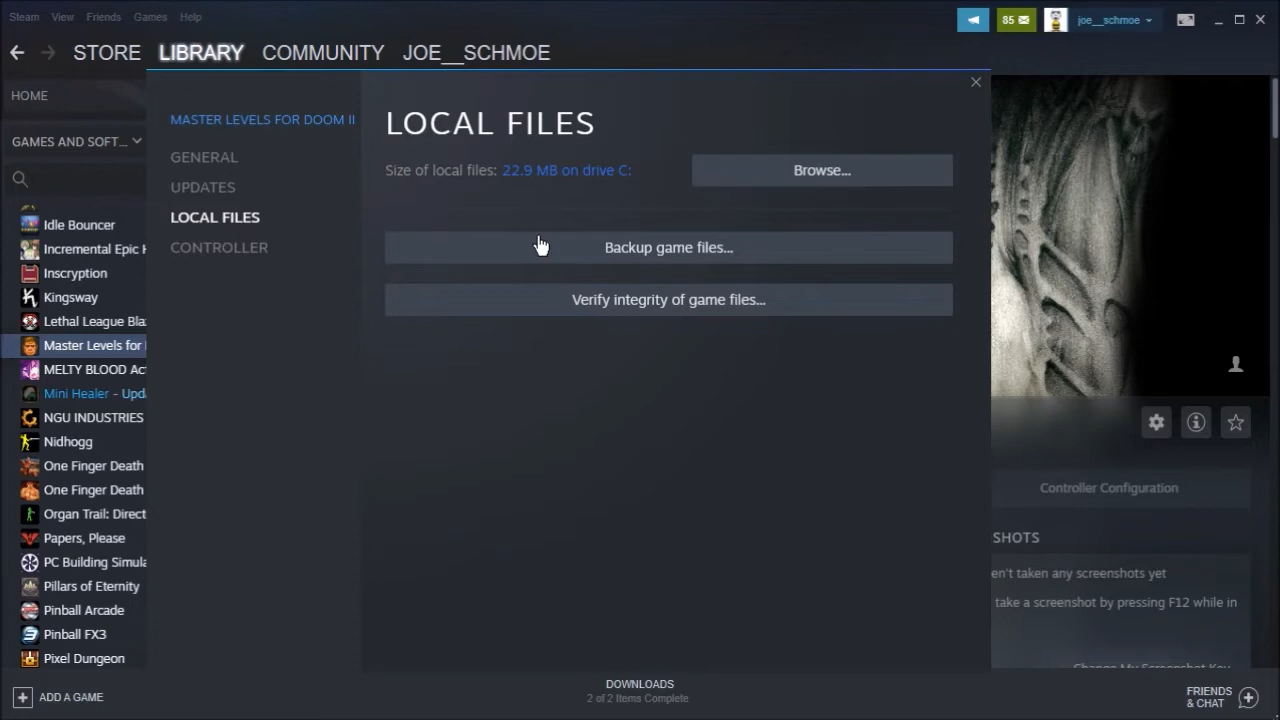 Steam View Friends Games Help
85
joe__schmoe
STORE LIBRARY COMMUNITY JOE__SCHMOE
HOME
GAMES AND SOFT...
Idle Bouncer
Incremental Epic H
Inscryption
Kingsway
Lethal League Bla
Master Levels for
MELTY BLOOD Ac
Mini Healer - Upda
NGU INDUSTRIES
Nidhogg
One Finger Death
One Finger Death
Organ Trail: Direct
Papers, Please
PC Building Simula
Pillars of Eternity
Pinball Arcade
Pinball FX3
Pixel Dungeon
ADD A GAME
MASTER LEVELS FOR DOOM II
GENERAL
UPDATES
LOCAL FILES
CONTROLLER
LOCAL FILES
Size of local files: 22.9 MB on drive C:
Browse...
Backup game files...
Verify integrity of game files...
Controller Configuration
SHOTS
en't taken any screenshots yet
take a screenshot by pressing F12 while in
Change My Screenshot Key
DOWNLOADS
2 of 2 Items Complete
FRIENDS
& CHAT